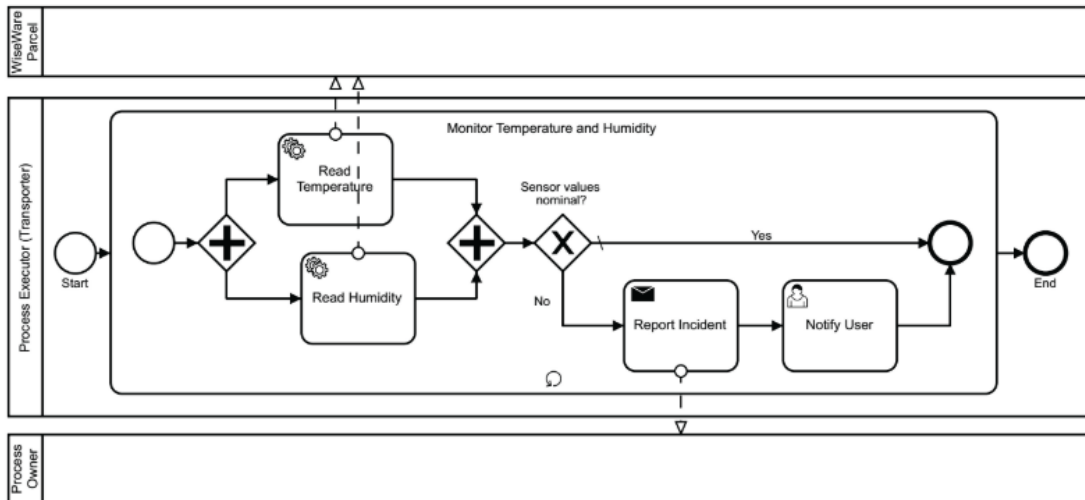 WiseWare
Parcel
Process Executor (Transporter)
Monitor Temperature and Humidity
Read
Temperature
Sensor values
nominal?
Yes
Start
End
Read Humidity
No
Report Incident
Notify User
Process
Owner